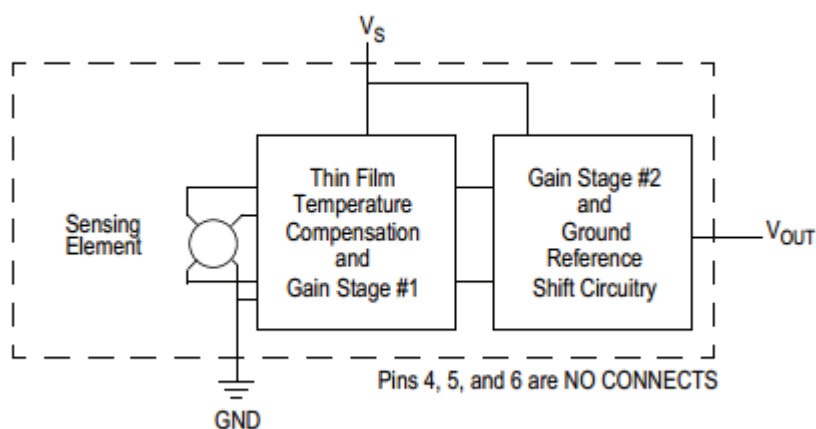 V_S
Sensing
Element
Thin Film
Temperature
Compensation
and
Gain Stage #1
Gain Stage #2
and
Ground
Reference
Shift Circuitry
V_OUT
Pins 4, 5, and 6 are NO CONNECTS
GND